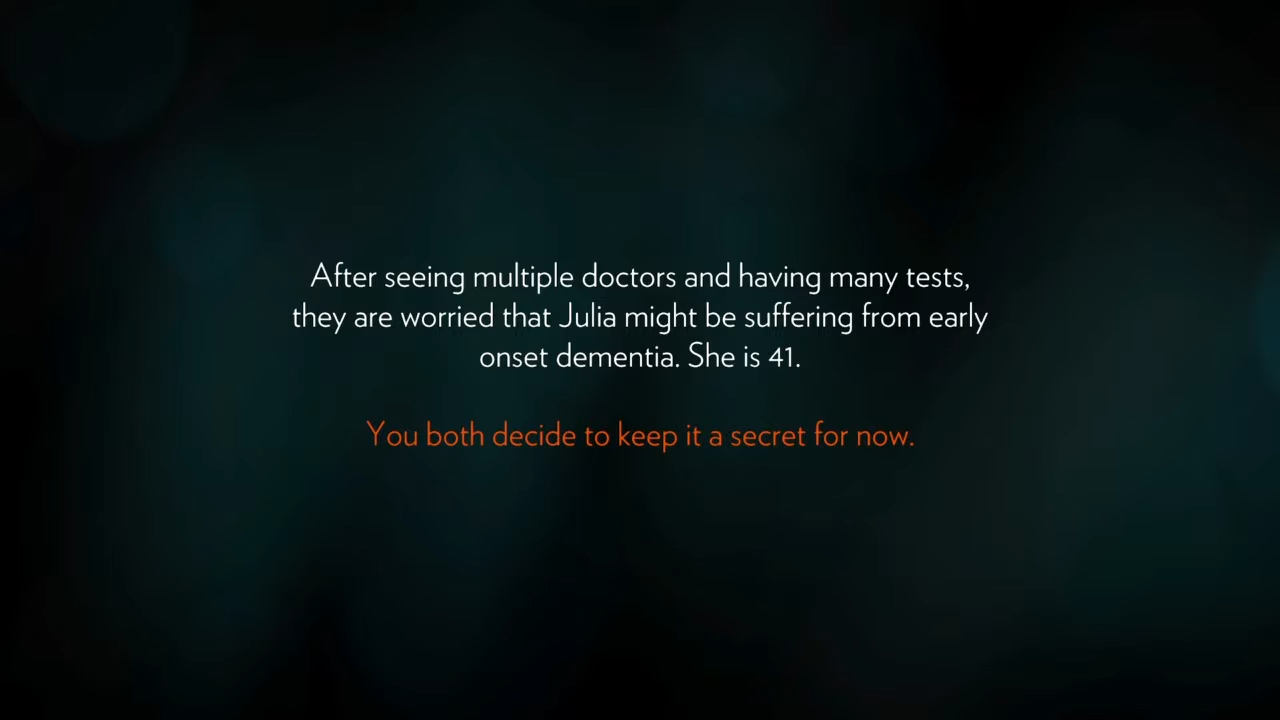 After seeing multiple doctors and having many tests,
they are worried that Julia might be suffering from early
onset dementia. She is 41.
You both decide to keep it a secret for now.